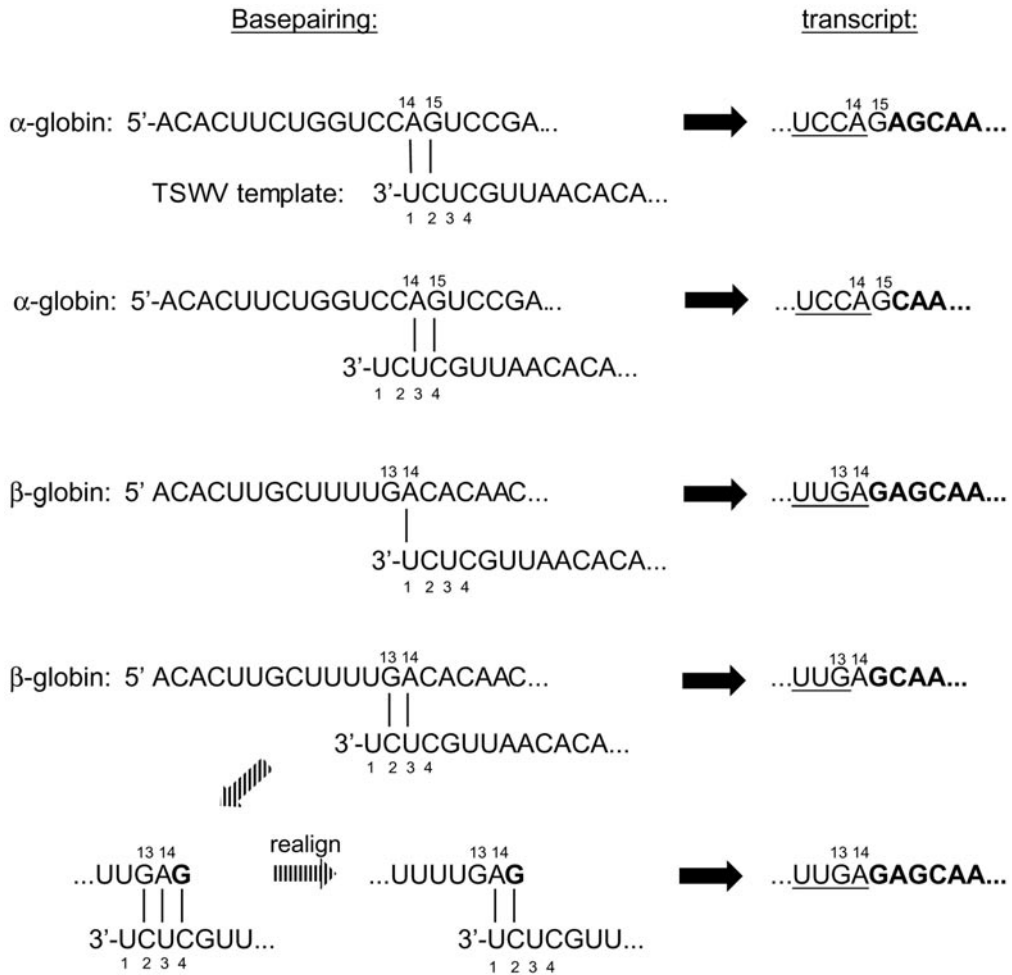 Basepairing: transcript:
14 15 14 15
α-globin: 5’-ACACUUCUGGUCCAGUCCGA... ...UCCAGAGCAA...
TSWV template: 3’-UCUCGUUAACACA...
1 2 3 4
14 15 14 15
α-globin: 5’-ACACUUCUGGUCCAGUCCGA... ...UCCAGCAA...
3’-UCUCGUUAACACA...
1 2 3 4
13 14 13 14
β-globin: 5’ ACACUUGCUUUUGACACAAC... ...UUGAGAGCAA...
3’-UCUCGUUAACACA...
1 2 3 4
13 14 13 14
β-globin: 5’ ACACUUGCUUUUGACACAAC... ...UUGAGCAA...
3’-UCUCGUUAACACA...
1 2 3 4
realign
13 14 13 14 13 14
...UUGAG ...UUUUGAG ...UUGAGAGCAA...
3’-UCUCGUU... 3’-UCUCGUU...
1 2 3 4 1 2 3 4